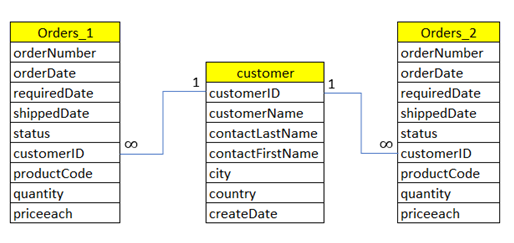 Orders_1
orderNumber
orderDate
requiredDate
shippedDate
status
customerID
productCode
quantity
priceeach
∞
1
customer
customerID
customerName
contactLastName
contactFirstName
city
country
createDate
1
∞
Orders_2
orderNumber
orderDate
requiredDate
shippedDate
status
customerID
productCode
quantity
priceeach